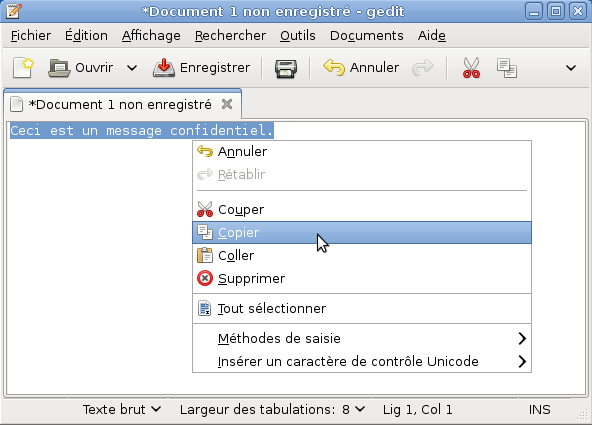 *Document 1 non enregistré - gedit
Fichier Édition Affichage Rechercher Outils Documents Aide
Ouvrir Enregistrer Annuler
*Document 1 non enregistré
Ceci est un message confidentiel.
Annuler
Rétablir
Couper
Copier
Coller
Supprimer
Tout sélectionner
Méthodes de saisie
Insérer un caractère de contrôle Unicode
Texte brut Largeur des tabulations: 8 Lig 1, Col 1 INS